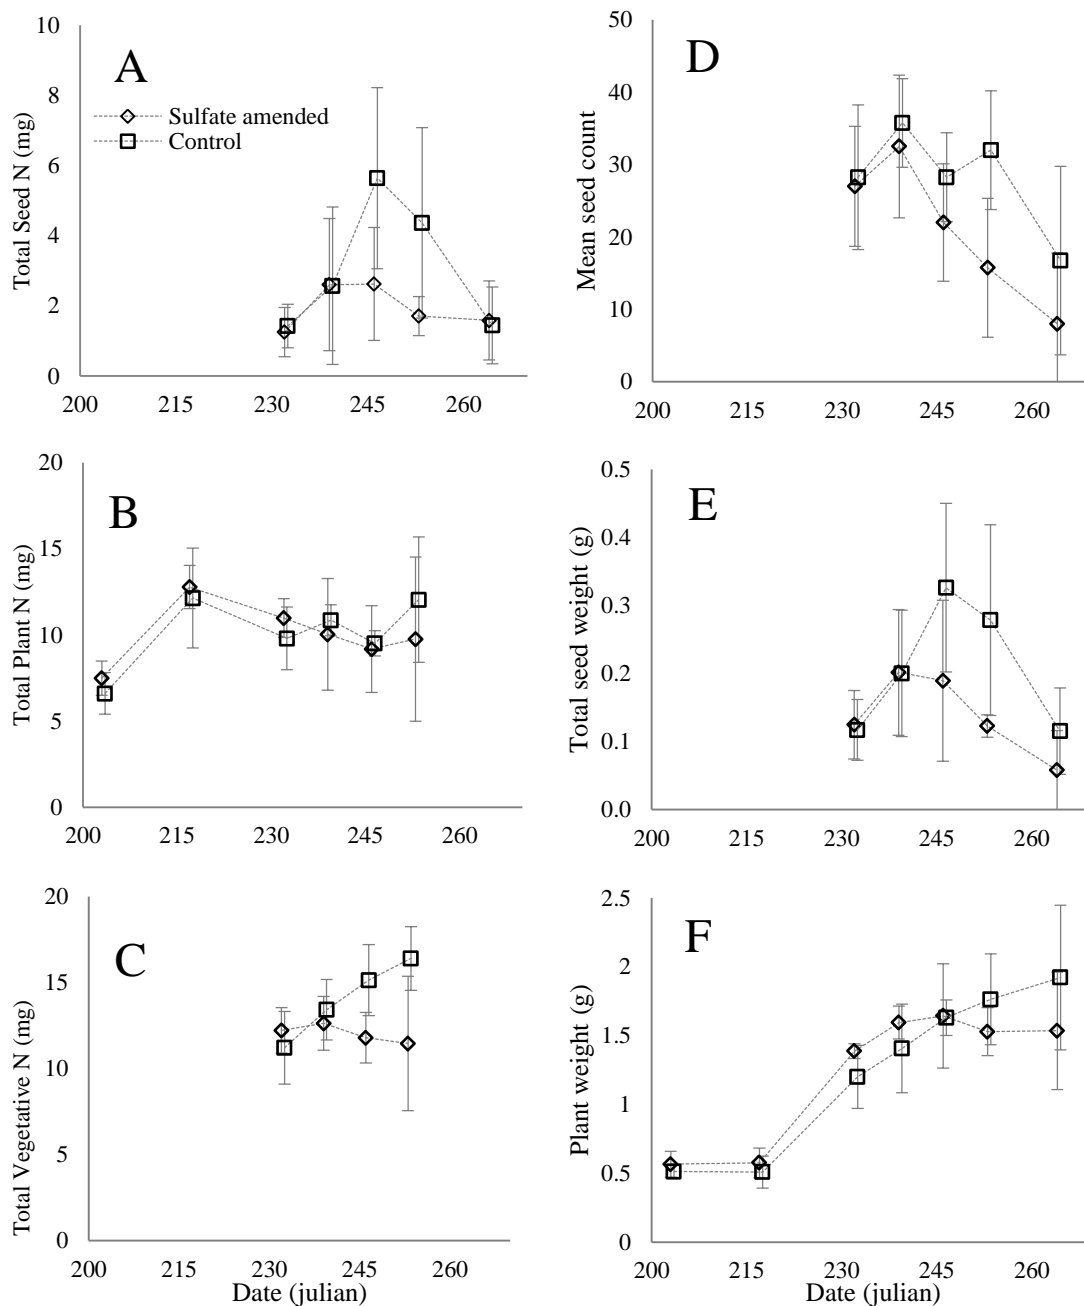 A
Total Seed N (mg)
10
8
6
4
2
0
Sulfate amended
Control
200 215 230 245 260
D
Mean seed count
50
40
30
20
10
0
200 215 230 245 260
B
Total Plant N (mg)
20
15
10
5
0
200 215 230 245 260
E
Total seed weight (g)
0.5
0.4
0.3
0.2
0.1
0.0
200 215 230 245 260
C
Total Vegetative N (mg)
20
15
10
5
0
200 215 230 245 260
Date (julian)
F
Plant weight (g)
2.5
2
1.5
1
0.5
0
200 215 230 245 260
Date (julian)